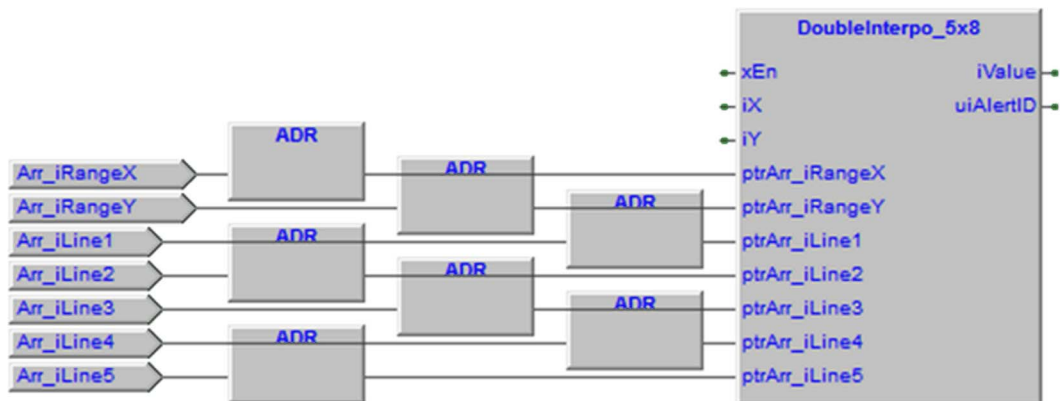 DoubleInterpo_5x8
xEn iValue
iX uiAlertID
iY
ADR
Arr_iRangeX ADR ptrArr_iRangeX
Arr_iRangeY ADR ptrArr_iRangeY
Arr_iLine1 ADR ptrArr_iLine1
Arr_iLine2 ADR ptrArr_iLine2
Arr_iLine3 ADR ptrArr_iLine3
Arr_iLine4 ADR ptrArr_iLine4
Arr_iLine5 ptrArr_iLine5